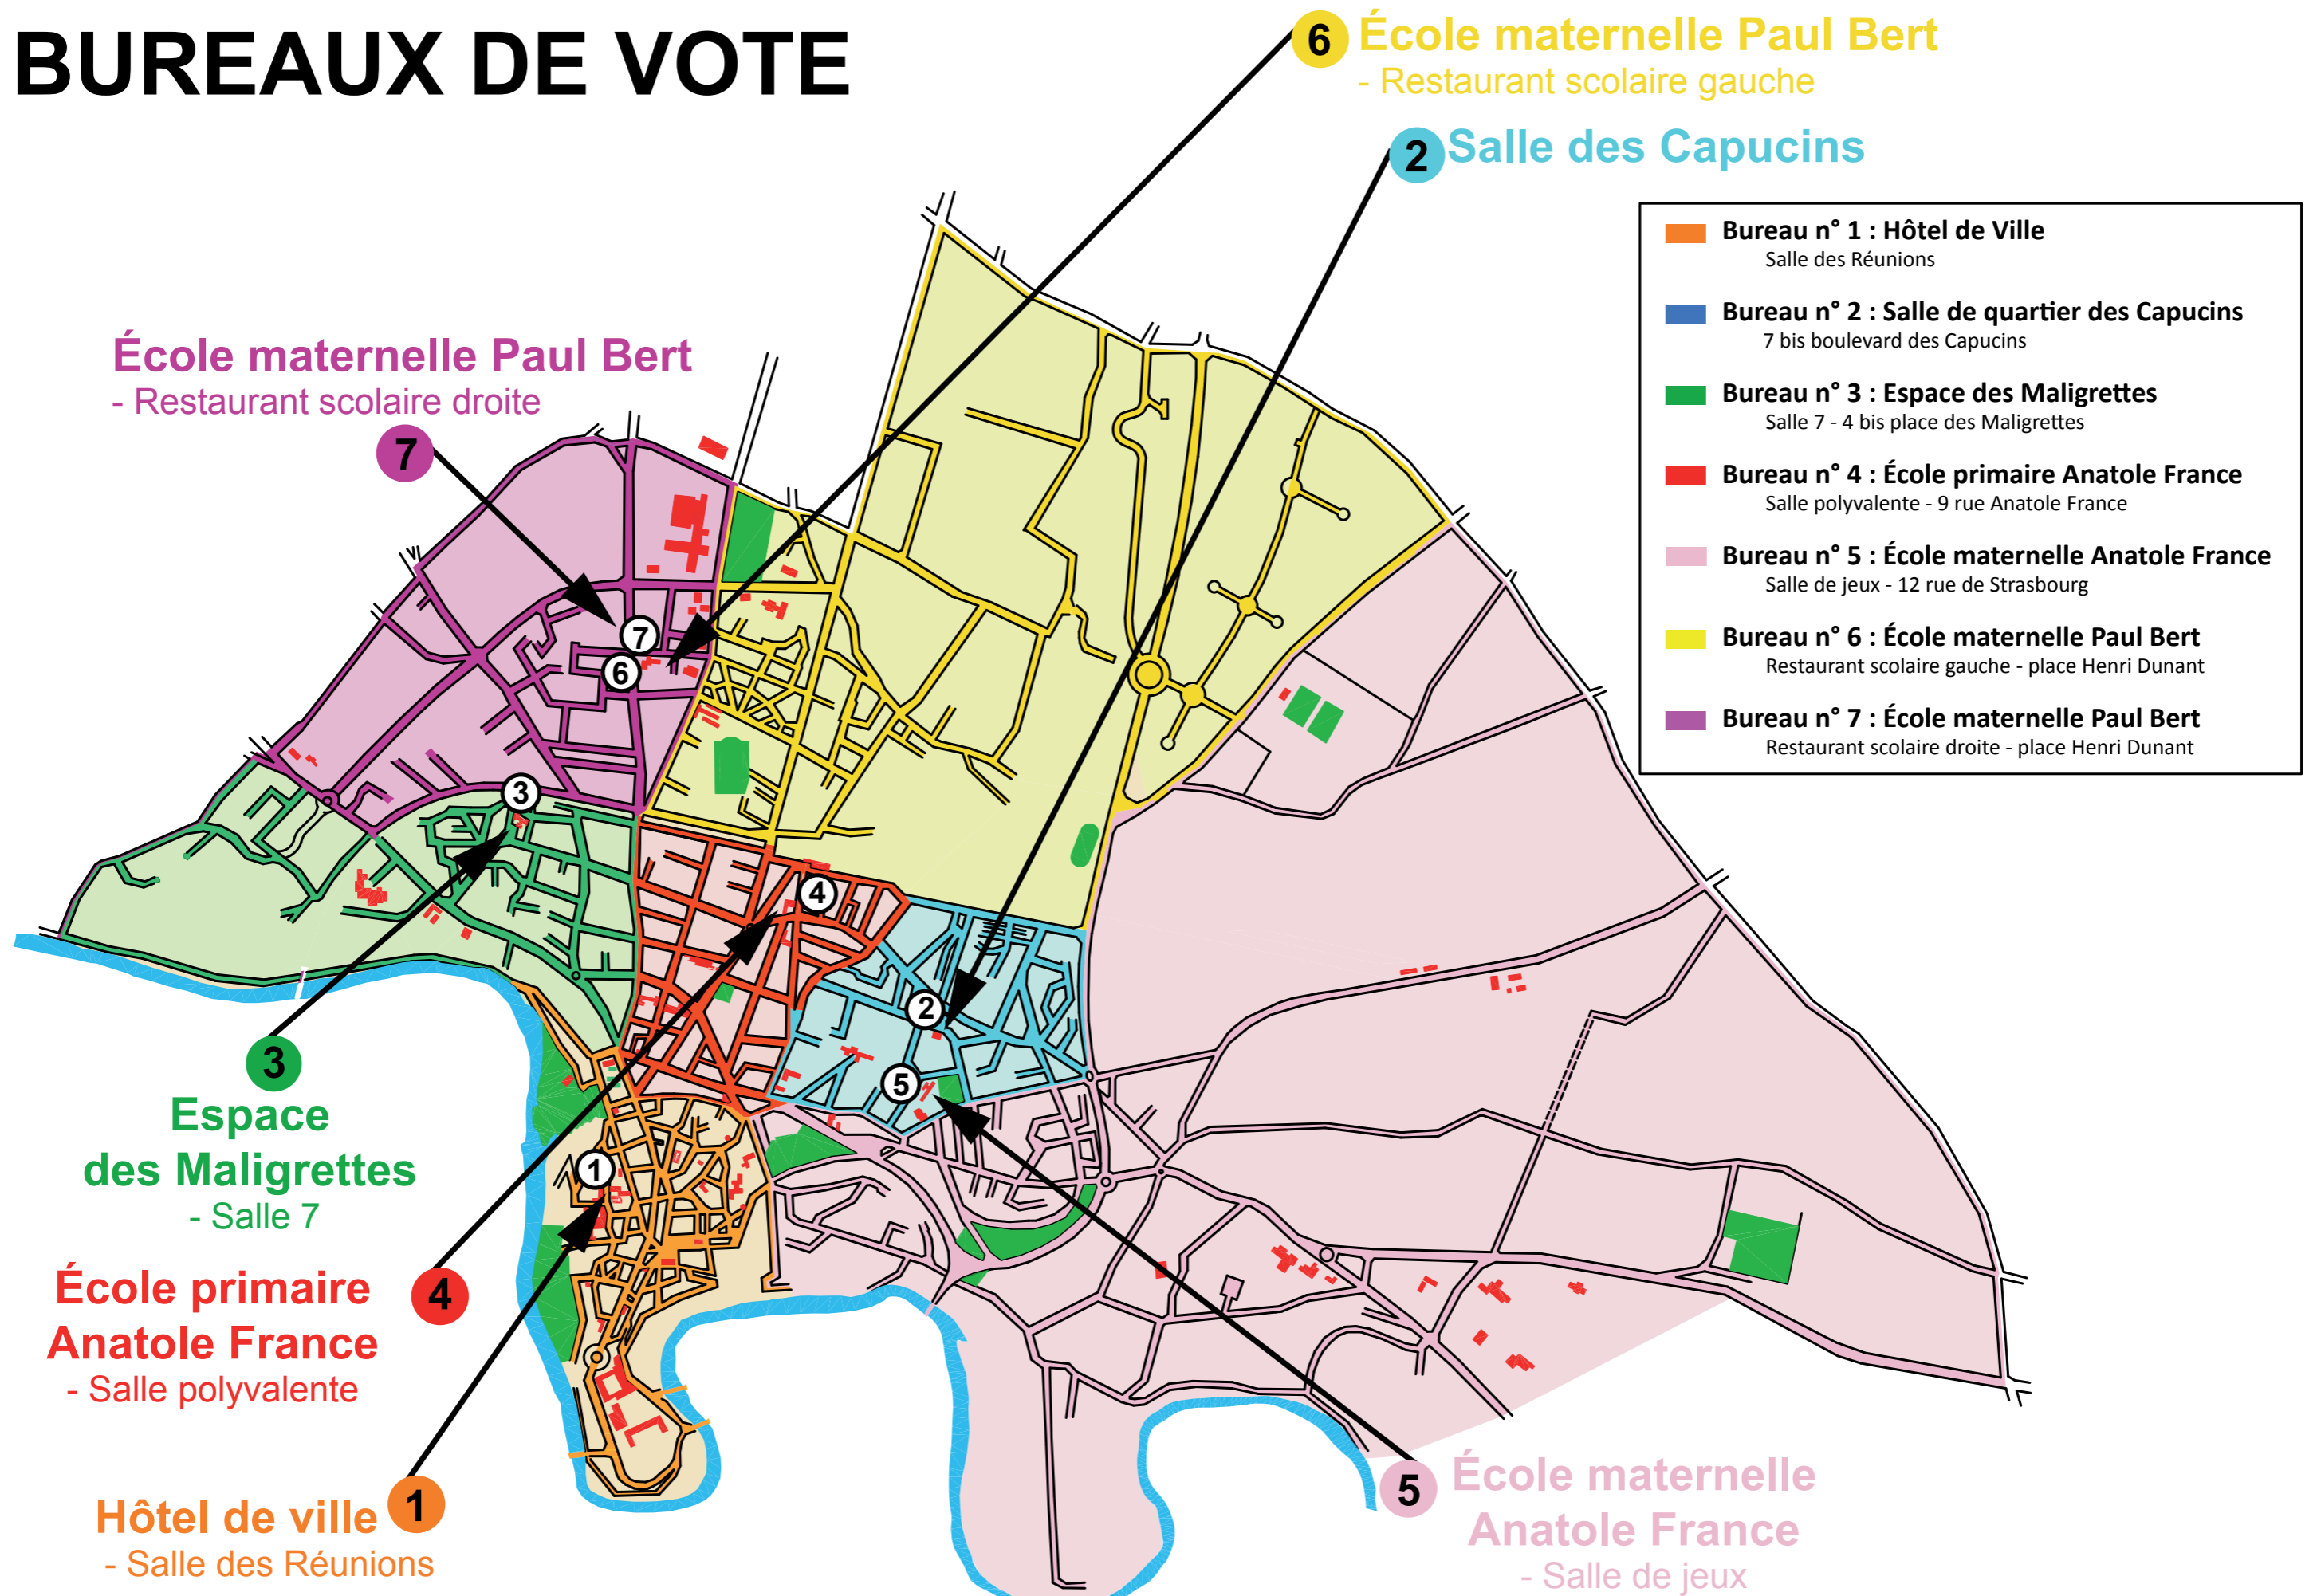 BUREAUX DE VOTE
6 École maternelle Paul Bert
- Restaurant scolaire gauche
2 Salle des Capucins
Bureau n° 1 : Hôtel de Ville
Salle des Réunions
Bureau n° 2 : Salle de quartier des Capucins
7 bis boulevard des Capucins
Bureau n° 3 : Espace des Maligrettes
Salle 7 - 4 bis place des Maligrettes
Bureau n° 4 : École primaire Anatole France
Salle polyvalente - 9 rue Anatole France
Bureau n° 5 : École maternelle Anatole France
Salle de jeux - 12 rue de Strasbourg
Bureau n° 6 : École maternelle Paul Bert
Restaurant scolaire gauche - place Henri Dunant
Bureau n° 7 : École maternelle Paul Bert
Restaurant scolaire droite - place Henri Dunant
École maternelle Paul Bert
- Restaurant scolaire droite
7
7
6
3
4
2
5
1
3
Espace
des Maligrettes
- Salle 7
École primaire
Anatole France
- Salle polyvalente
4
Hôtel de ville
- Salle des Réunions
1
5
École maternelle
Anatole France
- Salle de jeux